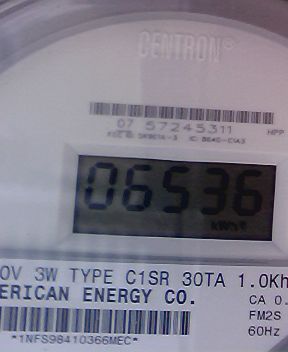 CENTRON®
07 57245311
HPP
06536
kWh
0V 3W TYPE C1SR 30TA 1.0Kh
ERICAN ENERGY CO.
CA 0.
FM2S
60Hz
*1NFS98410366MEC*